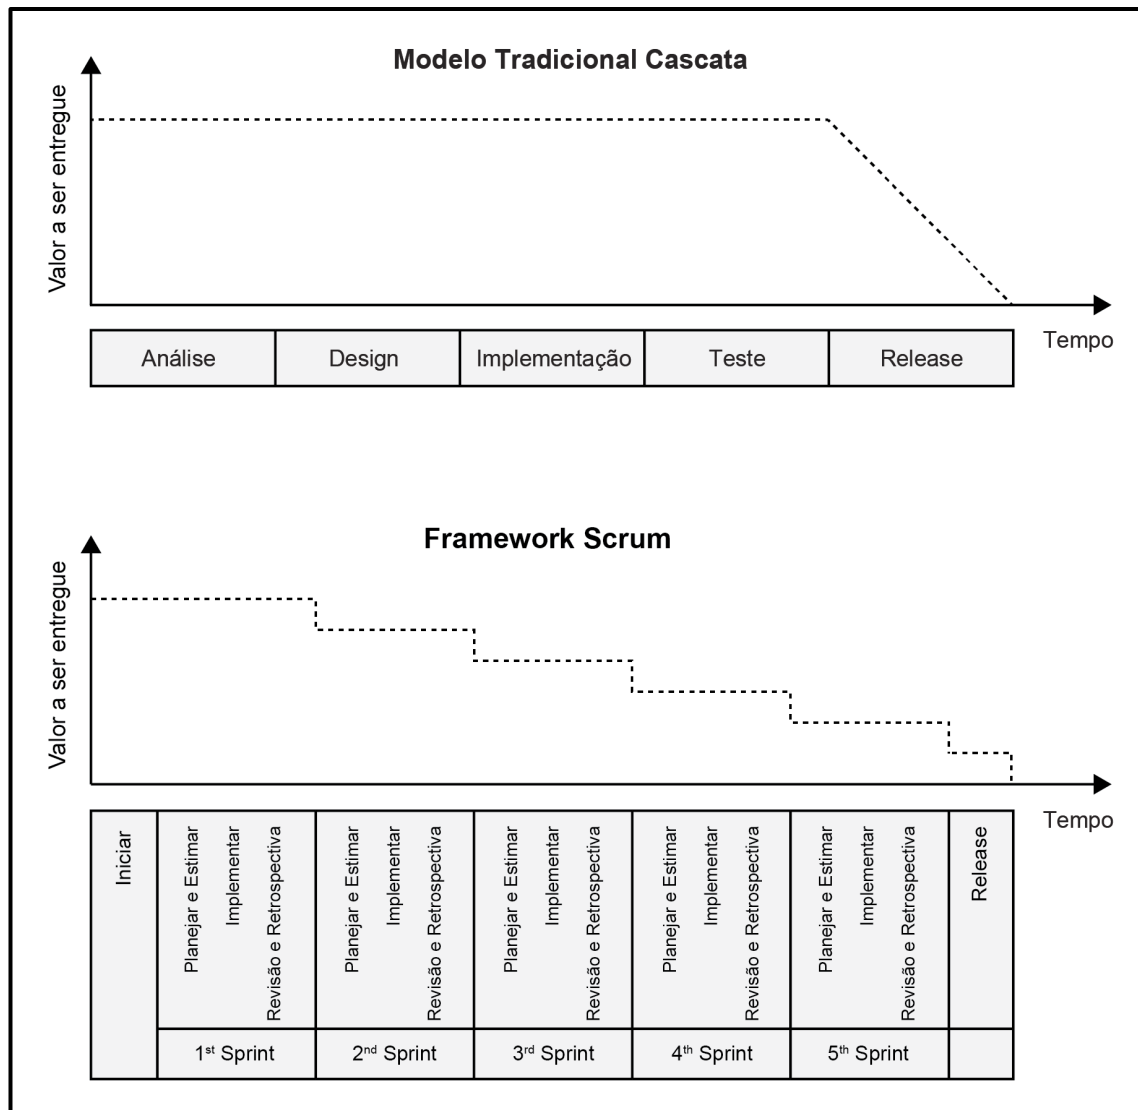 Modelo Tradicional Cascata
Valor a ser entregue
Tempo
Análise
Design
Implementação
Teste
Release
Framework Scrum
Valor a ser entregue
Tempo
Iniciar
Planejar e Estimar
Implementar
Revisão e Retrospectiva
Planejar e Estimar
Implementar
Revisão e Retrospectiva
Planejar e Estimar
Implementar
Revisão e Retrospectiva
Planejar e Estimar
Implementar
Revisão e Retrospectiva
Planejar e Estimar
Implementar
Revisão e Retrospectiva
Release
1st Sprint
2nd Sprint
3rd Sprint
4th Sprint
5th Sprint